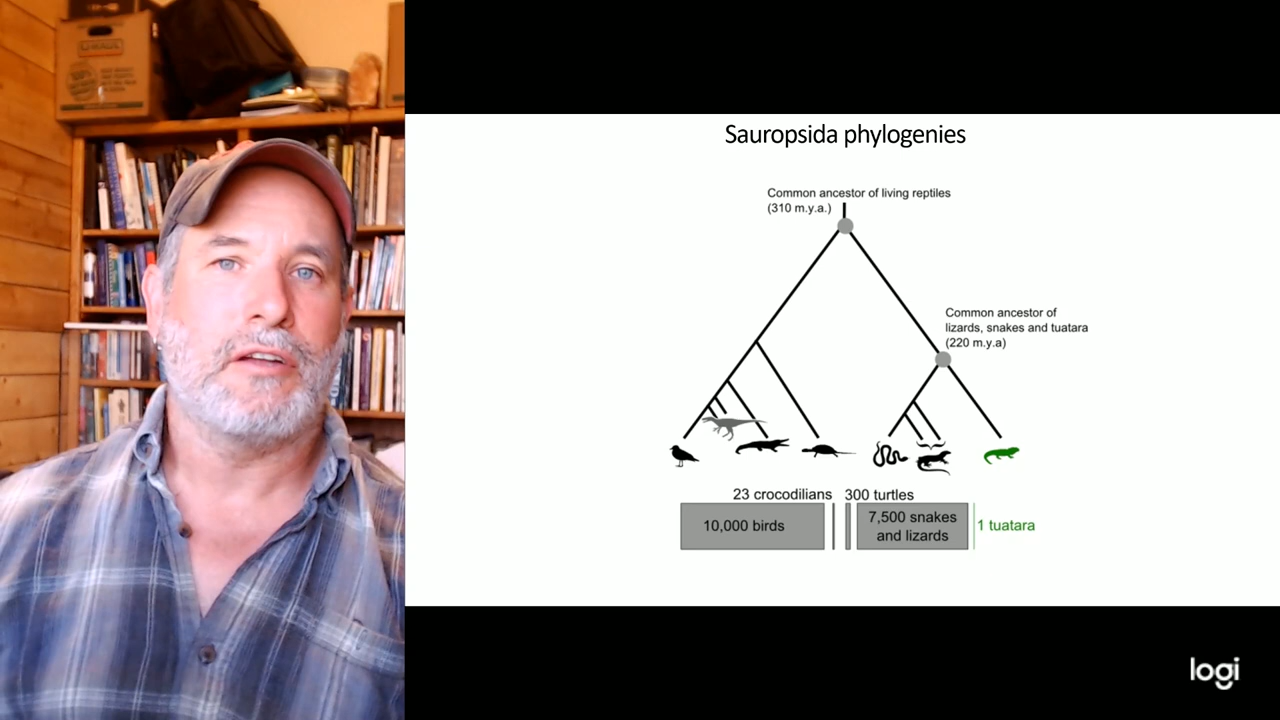 U-HAUL
Sauropsida phylogenies
Common ancestor of living reptiles
(310 m.y.a.)
Common ancestor of
lizards, snakes and tuatara
(220 m.y.a)
23 crocodilians
300 turtles
10,000 birds
7,500 snakes
and lizards
1 tuatara
logi